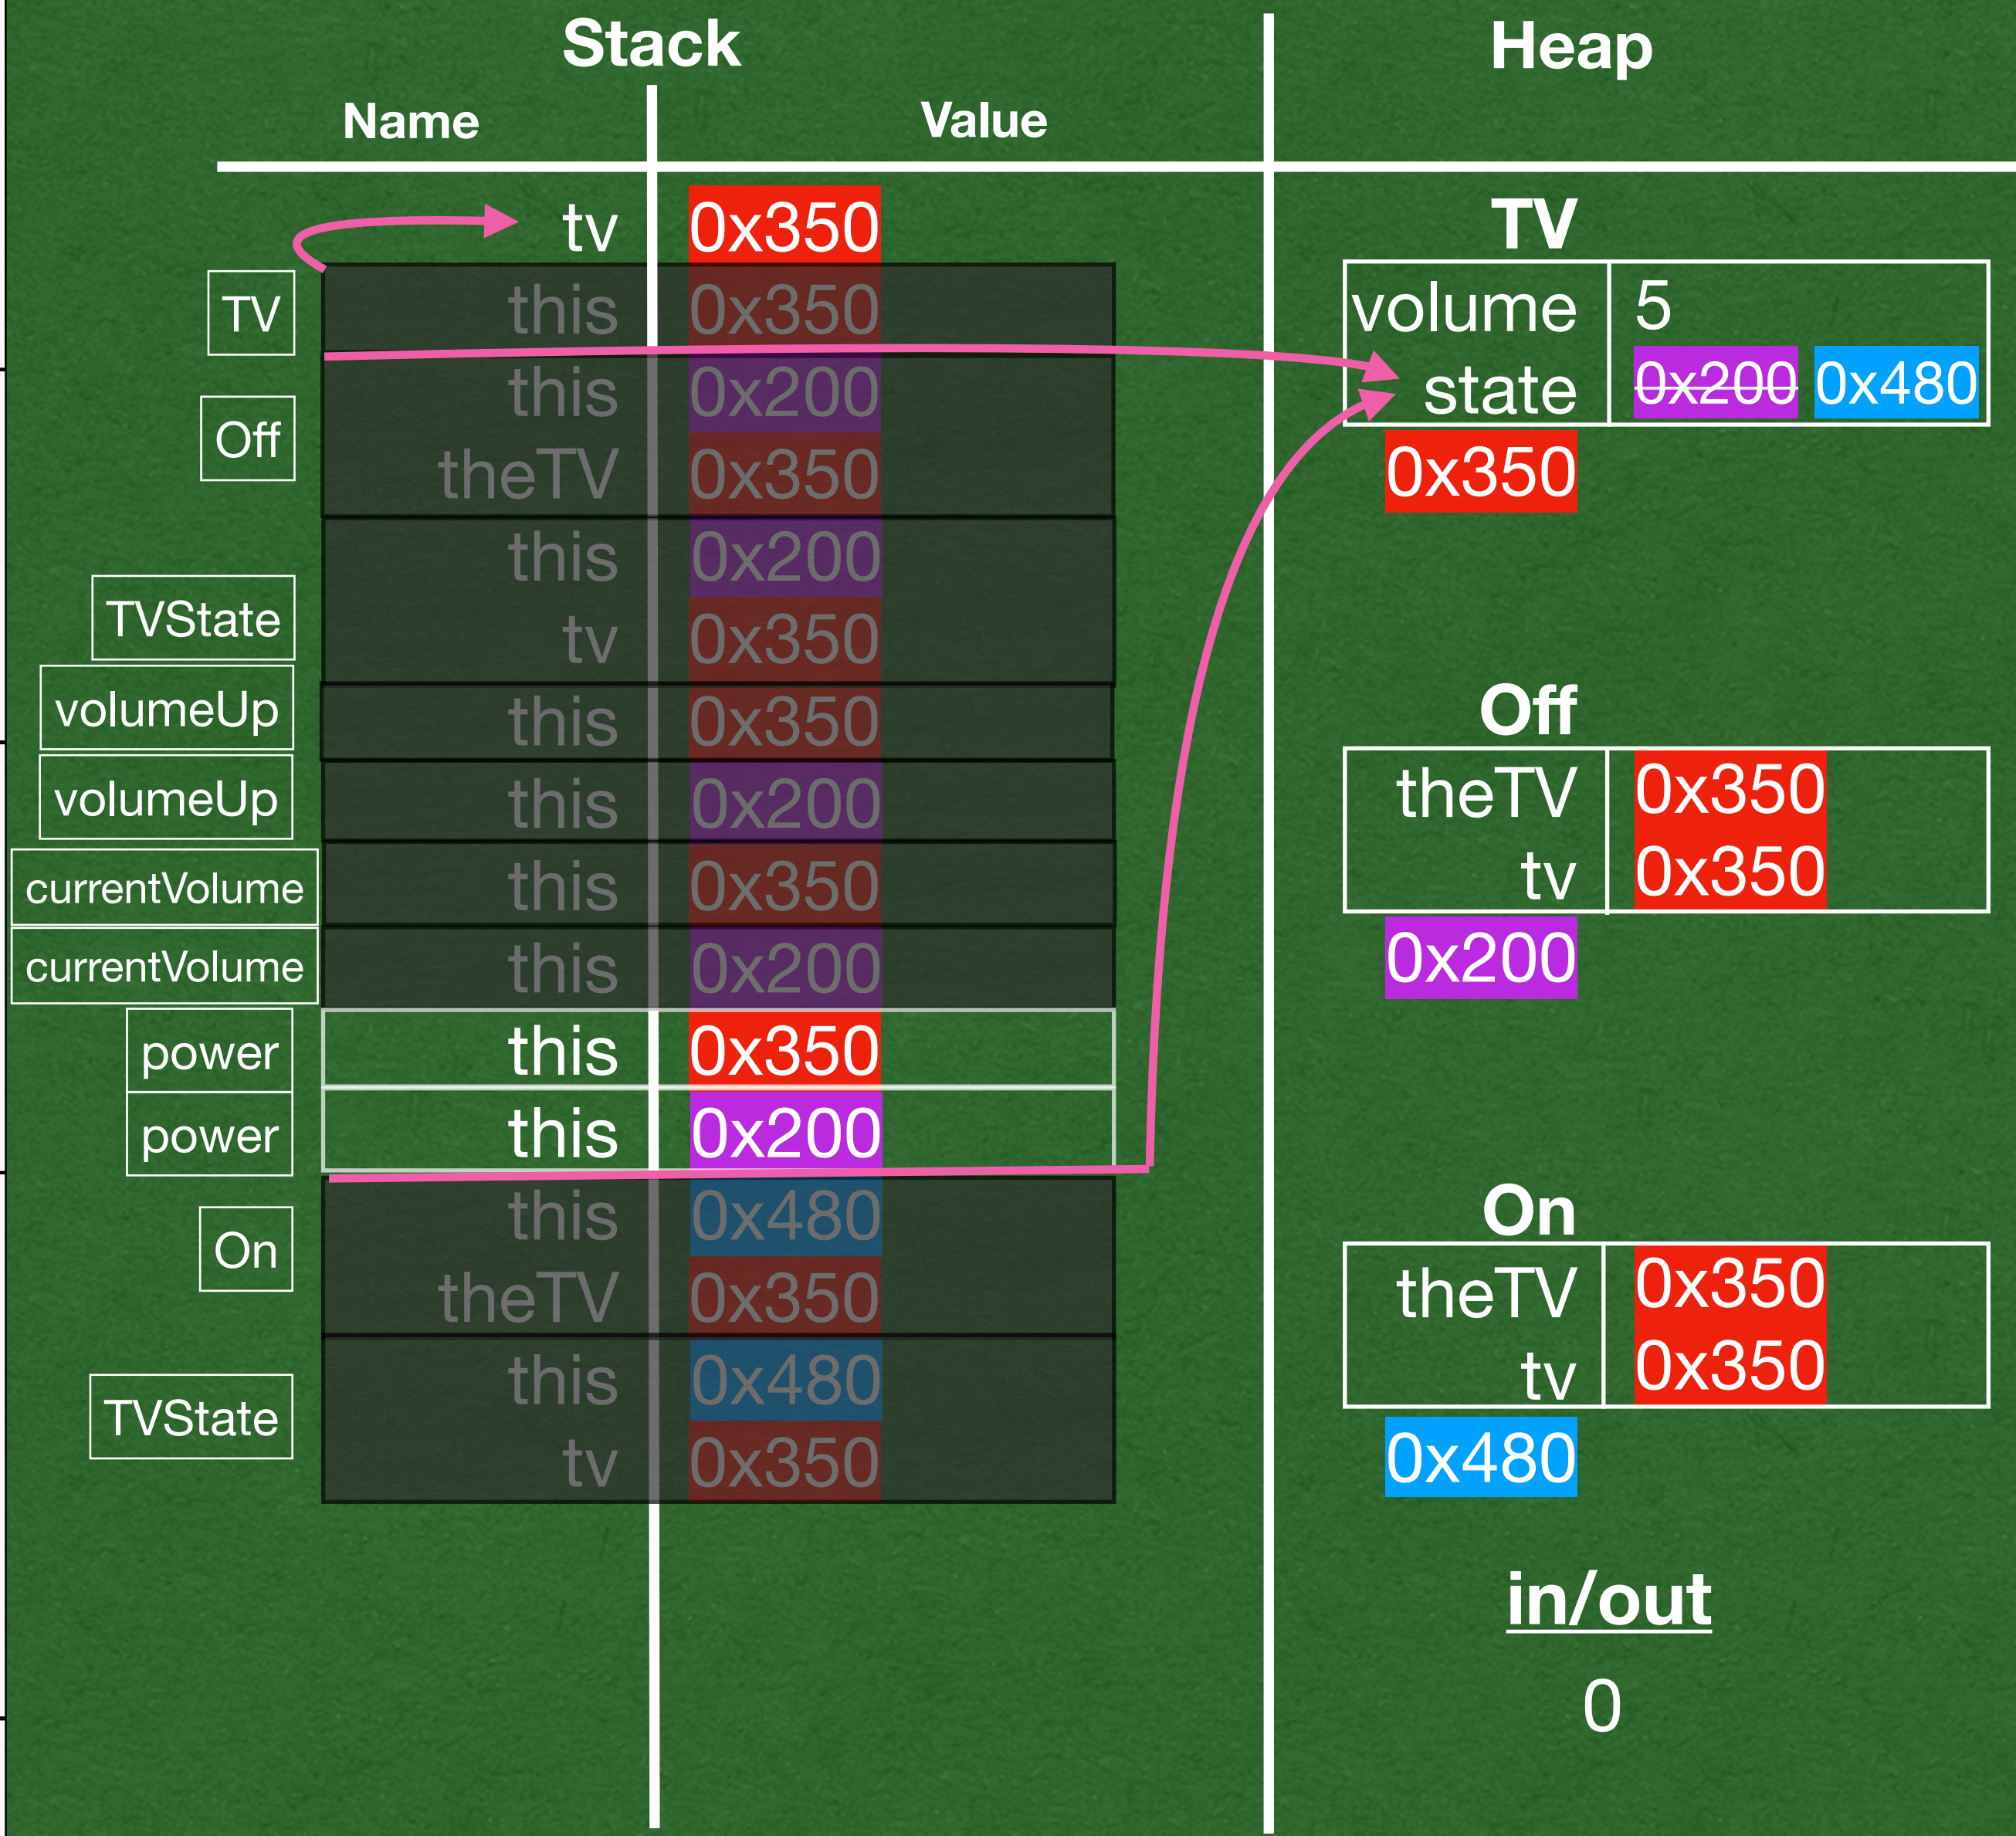 Stack
Heap
Name
Value
tv 0x350
TV
TV
this 0x350
volume 5
state 0x200 0x480
0x350
Off
this 0x200
theTV 0x350
TVState
this 0x200
tv 0x350
volumeUp
this 0x350
Off
theTV 0x350
tv 0x350
0x200
volumeUp
this 0x200
currentVolume
this 0x350
currentVolume
this 0x200
power
this 0x350
power
this 0x200
On
this 0x480
theTV 0x350
On
theTV 0x350
tv 0x350
0x480
TVState
this 0x480
tv 0x350
in/out
0